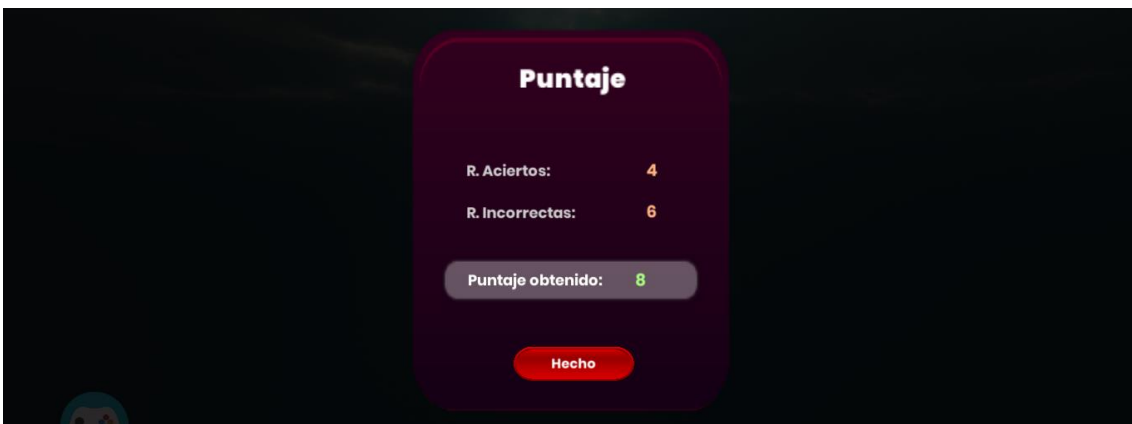 Puntaje
R. Aciertos: 4
R. Incorrectas: 6
Puntaje obtenido: 8
Hecho